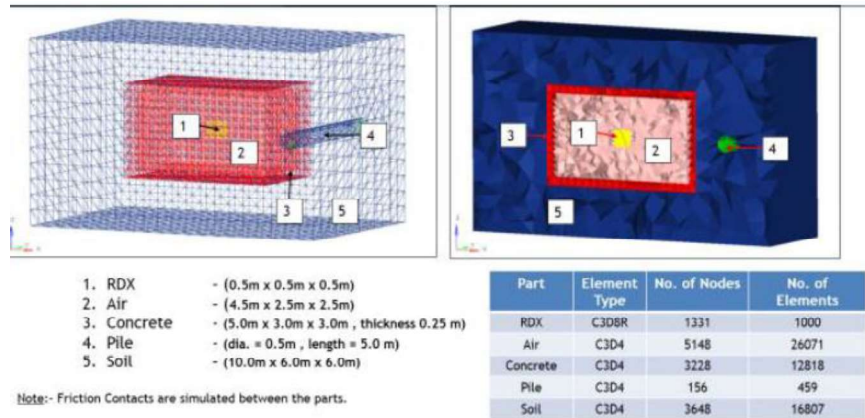 1
2
3
4
5
3
1
2
4
5
1. RDX - (0.5m x 0.5m x 0.5m)
2. Air - (4.5m x 2.5m x 2.5m)
3. Concrete - (5.0m x 3.0m x 3.0m , thickness 0.25 m)
4. Pile - (dia. = 0.5m , length = 5.0 m)
5. Soil - (10.0m x 6.0m x 6.0m)
Note:- Friction Contacts are simulated between the parts.
Part Element Type No. of Nodes No. of Elements
RDX C3D8R 1331 1000
Air C3D4 5148 26071
Concrete C3D4 3228 12818
Pile C3D4 156 459
Soil C3D4 3648 16807